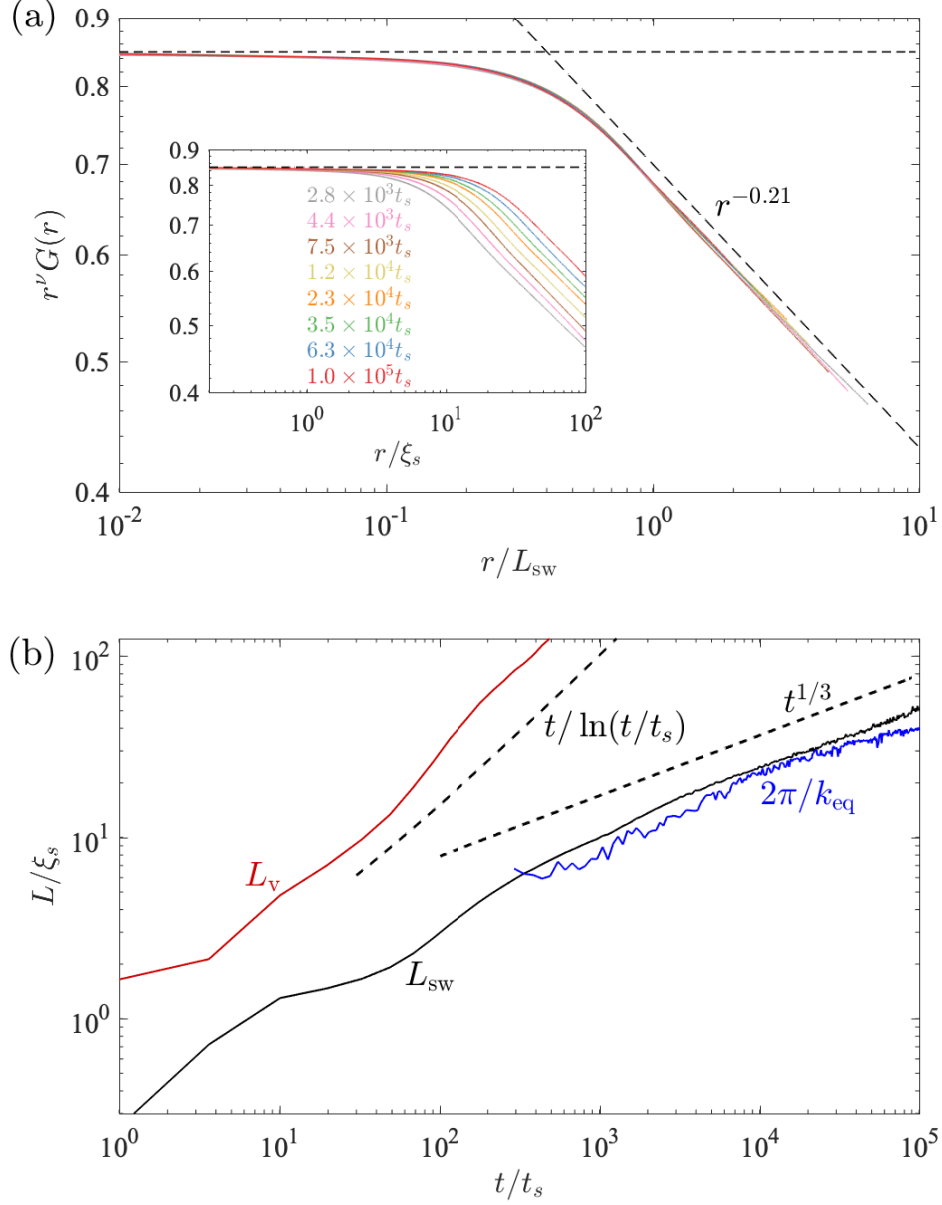 (a)
0.9
0.8
0.7
0.6
0.5
0.4
r^ν G(r)
r^{-0.21}
0.9
0.8
0.7
0.6
0.5
0.4
2.8 × 10^3 t_s
4.4 × 10^3 t_s
7.5 × 10^3 t_s
1.2 × 10^4 t_s
2.3 × 10^4 t_s
3.5 × 10^4 t_s
6.3 × 10^4 t_s
1.0 × 10^5 t_s
10^0 10^1 10^2
r/ξ_s
10^{-2} 10^{-1} 10^0 10^1
r/L_sw
(b)
10^2
10^1
10^0
L/ξ_s
t/ln(t/t_s)
t^{1/3}
2π/k_eq
L_v
L_sw
10^0 10^1 10^2 10^3 10^4 10^5
t/t_s